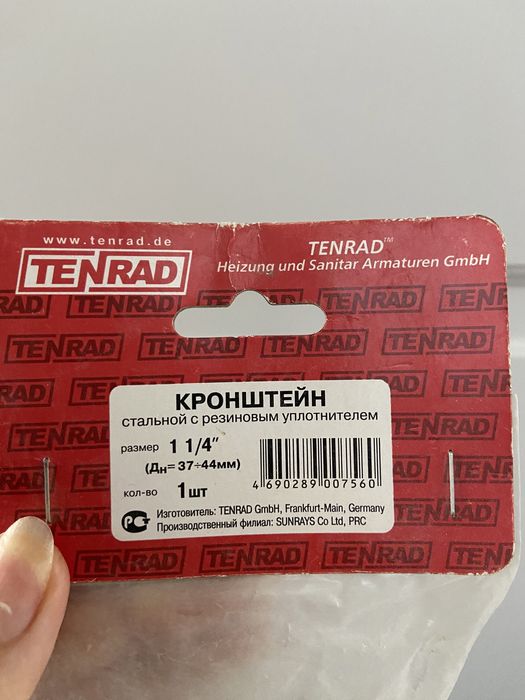 www.tenrad.de
TENRAD
TENRAD™
Heizung und Sanitar Armaturen GmbH
КРОНШТЕЙН
стальной с резиновым уплотнителем
размер 1 1/4”
(Дн=37÷44мм)
кол-во 1 шт
4 690289 007560
Изготовитель: TENRAD GmbH, Frankfurt-Main, Germany
Производственный филиал: SUNRAYS Co Ltd, PRC